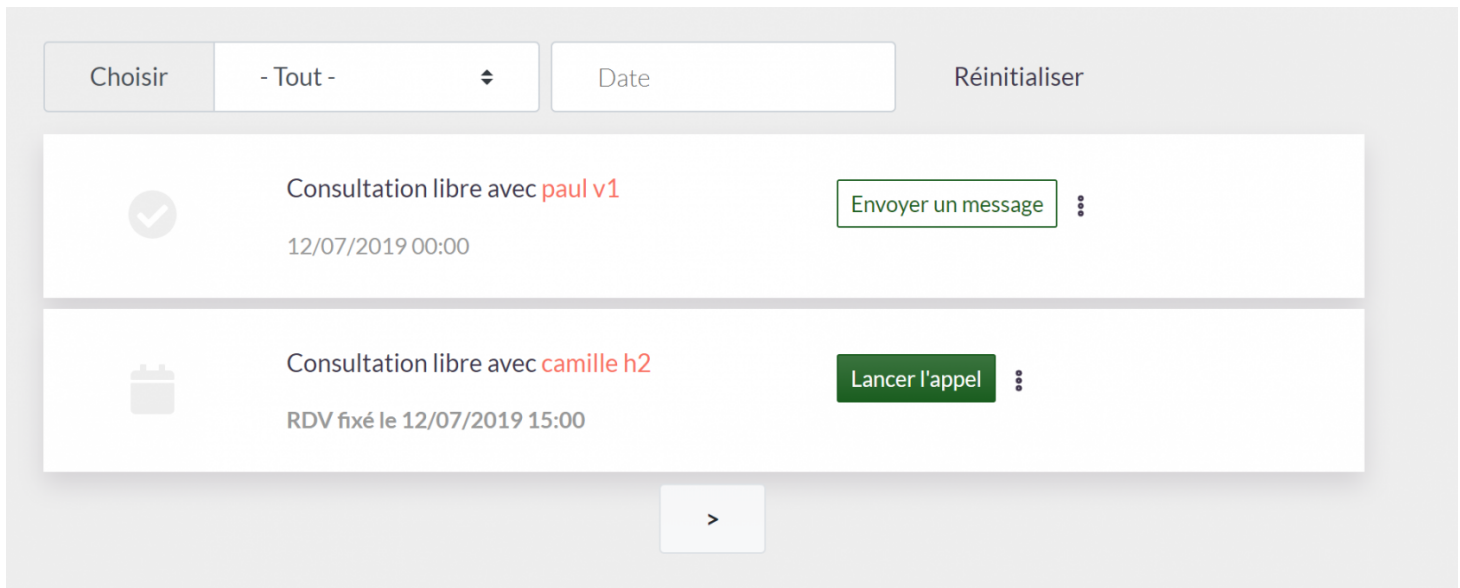 Choisir - Tout - Date Réinitialiser
Consultation libre avec paul v1
Envoyer un message
12/07/2019 00:00
Consultation libre avec camille h2
Lancer l'appel
RDV fixé le 12/07/2019 15:00
>